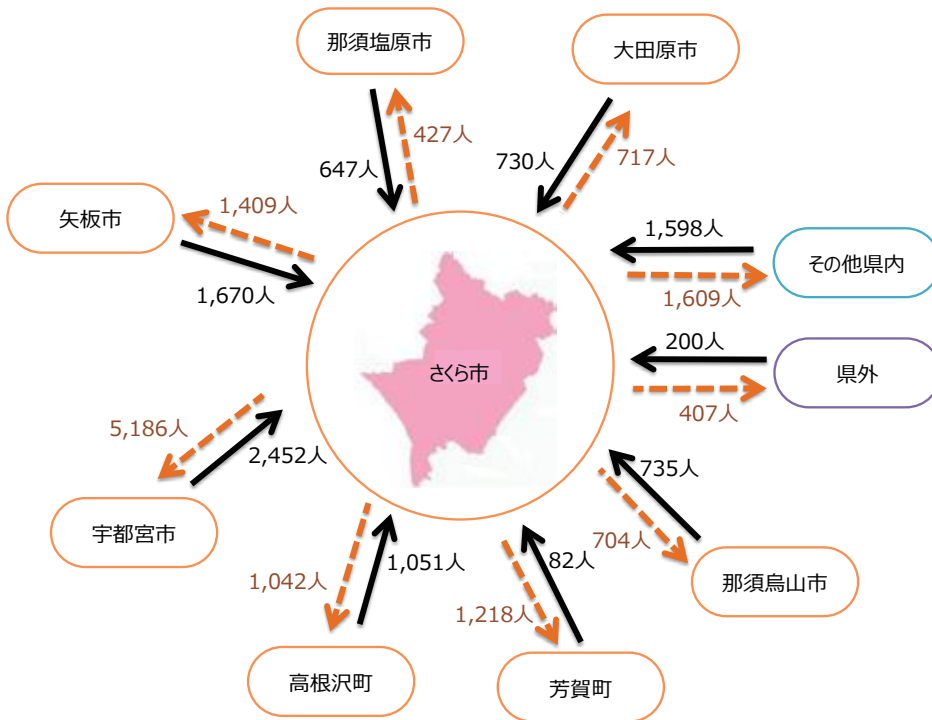 那須塩原市
大田原市
427人
647人
730人
717人
矢板市
1,409人
1,670人
1,598人
その他県内
1,609人
さくら市
200人
県外
407人
5,186人
2,452人
宇都宮市
735人
704人
那須烏山市
1,042人
1,051人
82人
1,218人
高根沢町
芳賀町